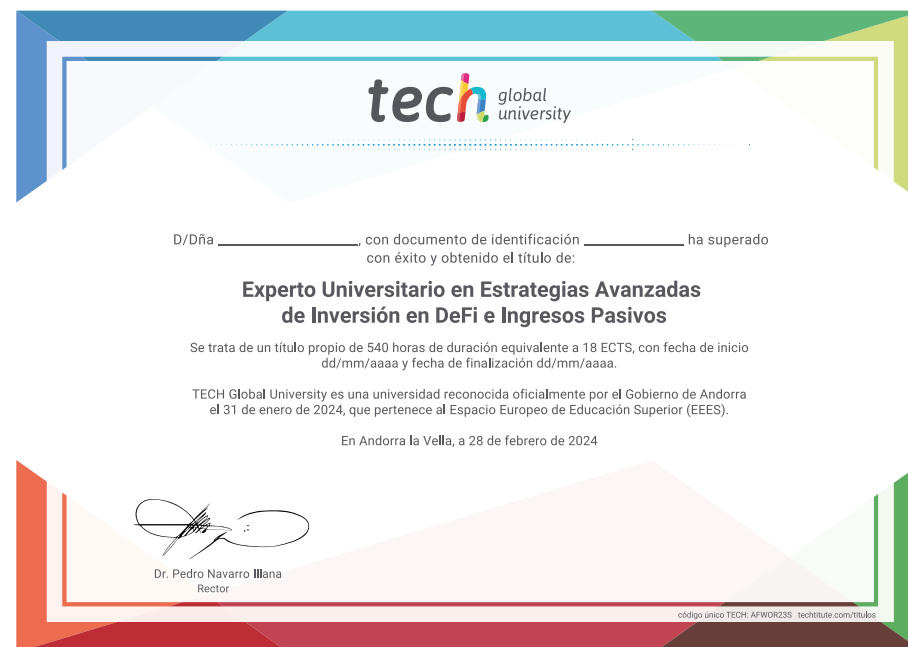 tech global university
D/Dña ____________________, con documento de identificación ______________ ha superado
con éxito y obtenido el título de:
Experto Universitario en Estrategias Avanzadas
de Inversión en DeFi e Ingresos Pasivos
Se trata de un título propio de 540 horas de duración equivalente a 18 ECTS, con fecha de inicio
dd/mm/aaaa y fecha de finalización dd/mm/aaaa.
TECH Global University es una universidad reconocida oficialmente por el Gobierno de Andorra
el 31 de enero de 2024, que pertenece al Espacio Europeo de Educación Superior (EEES).
En Andorra la Vella, a 28 de febrero de 2024
Dr. Pedro Navarro Illana
Rector
código único TECH: AFWOR23S techtitute.com/titulos